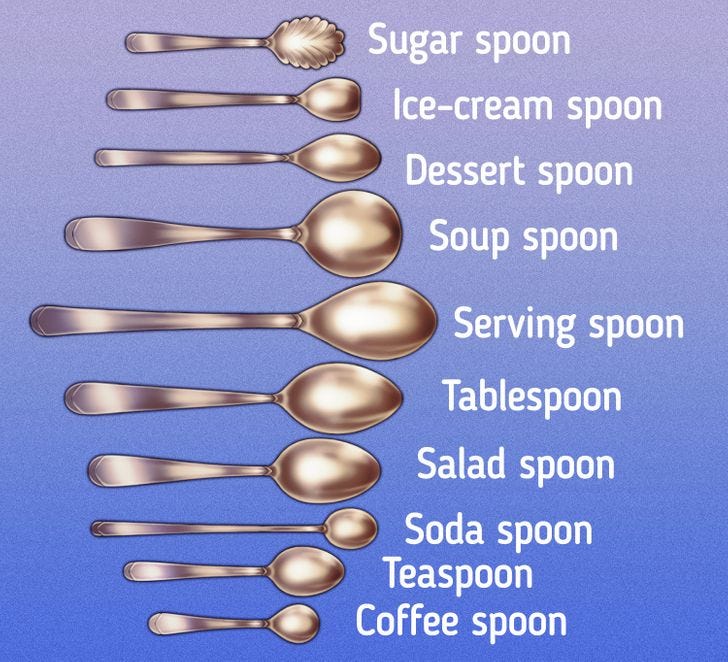 Sugar spoon
Ice-cream spoon
Dessert spoon
Soup spoon
Serving spoon
Tablespoon
Salad spoon
Soda spoon
Teaspoon
Coffee spoon